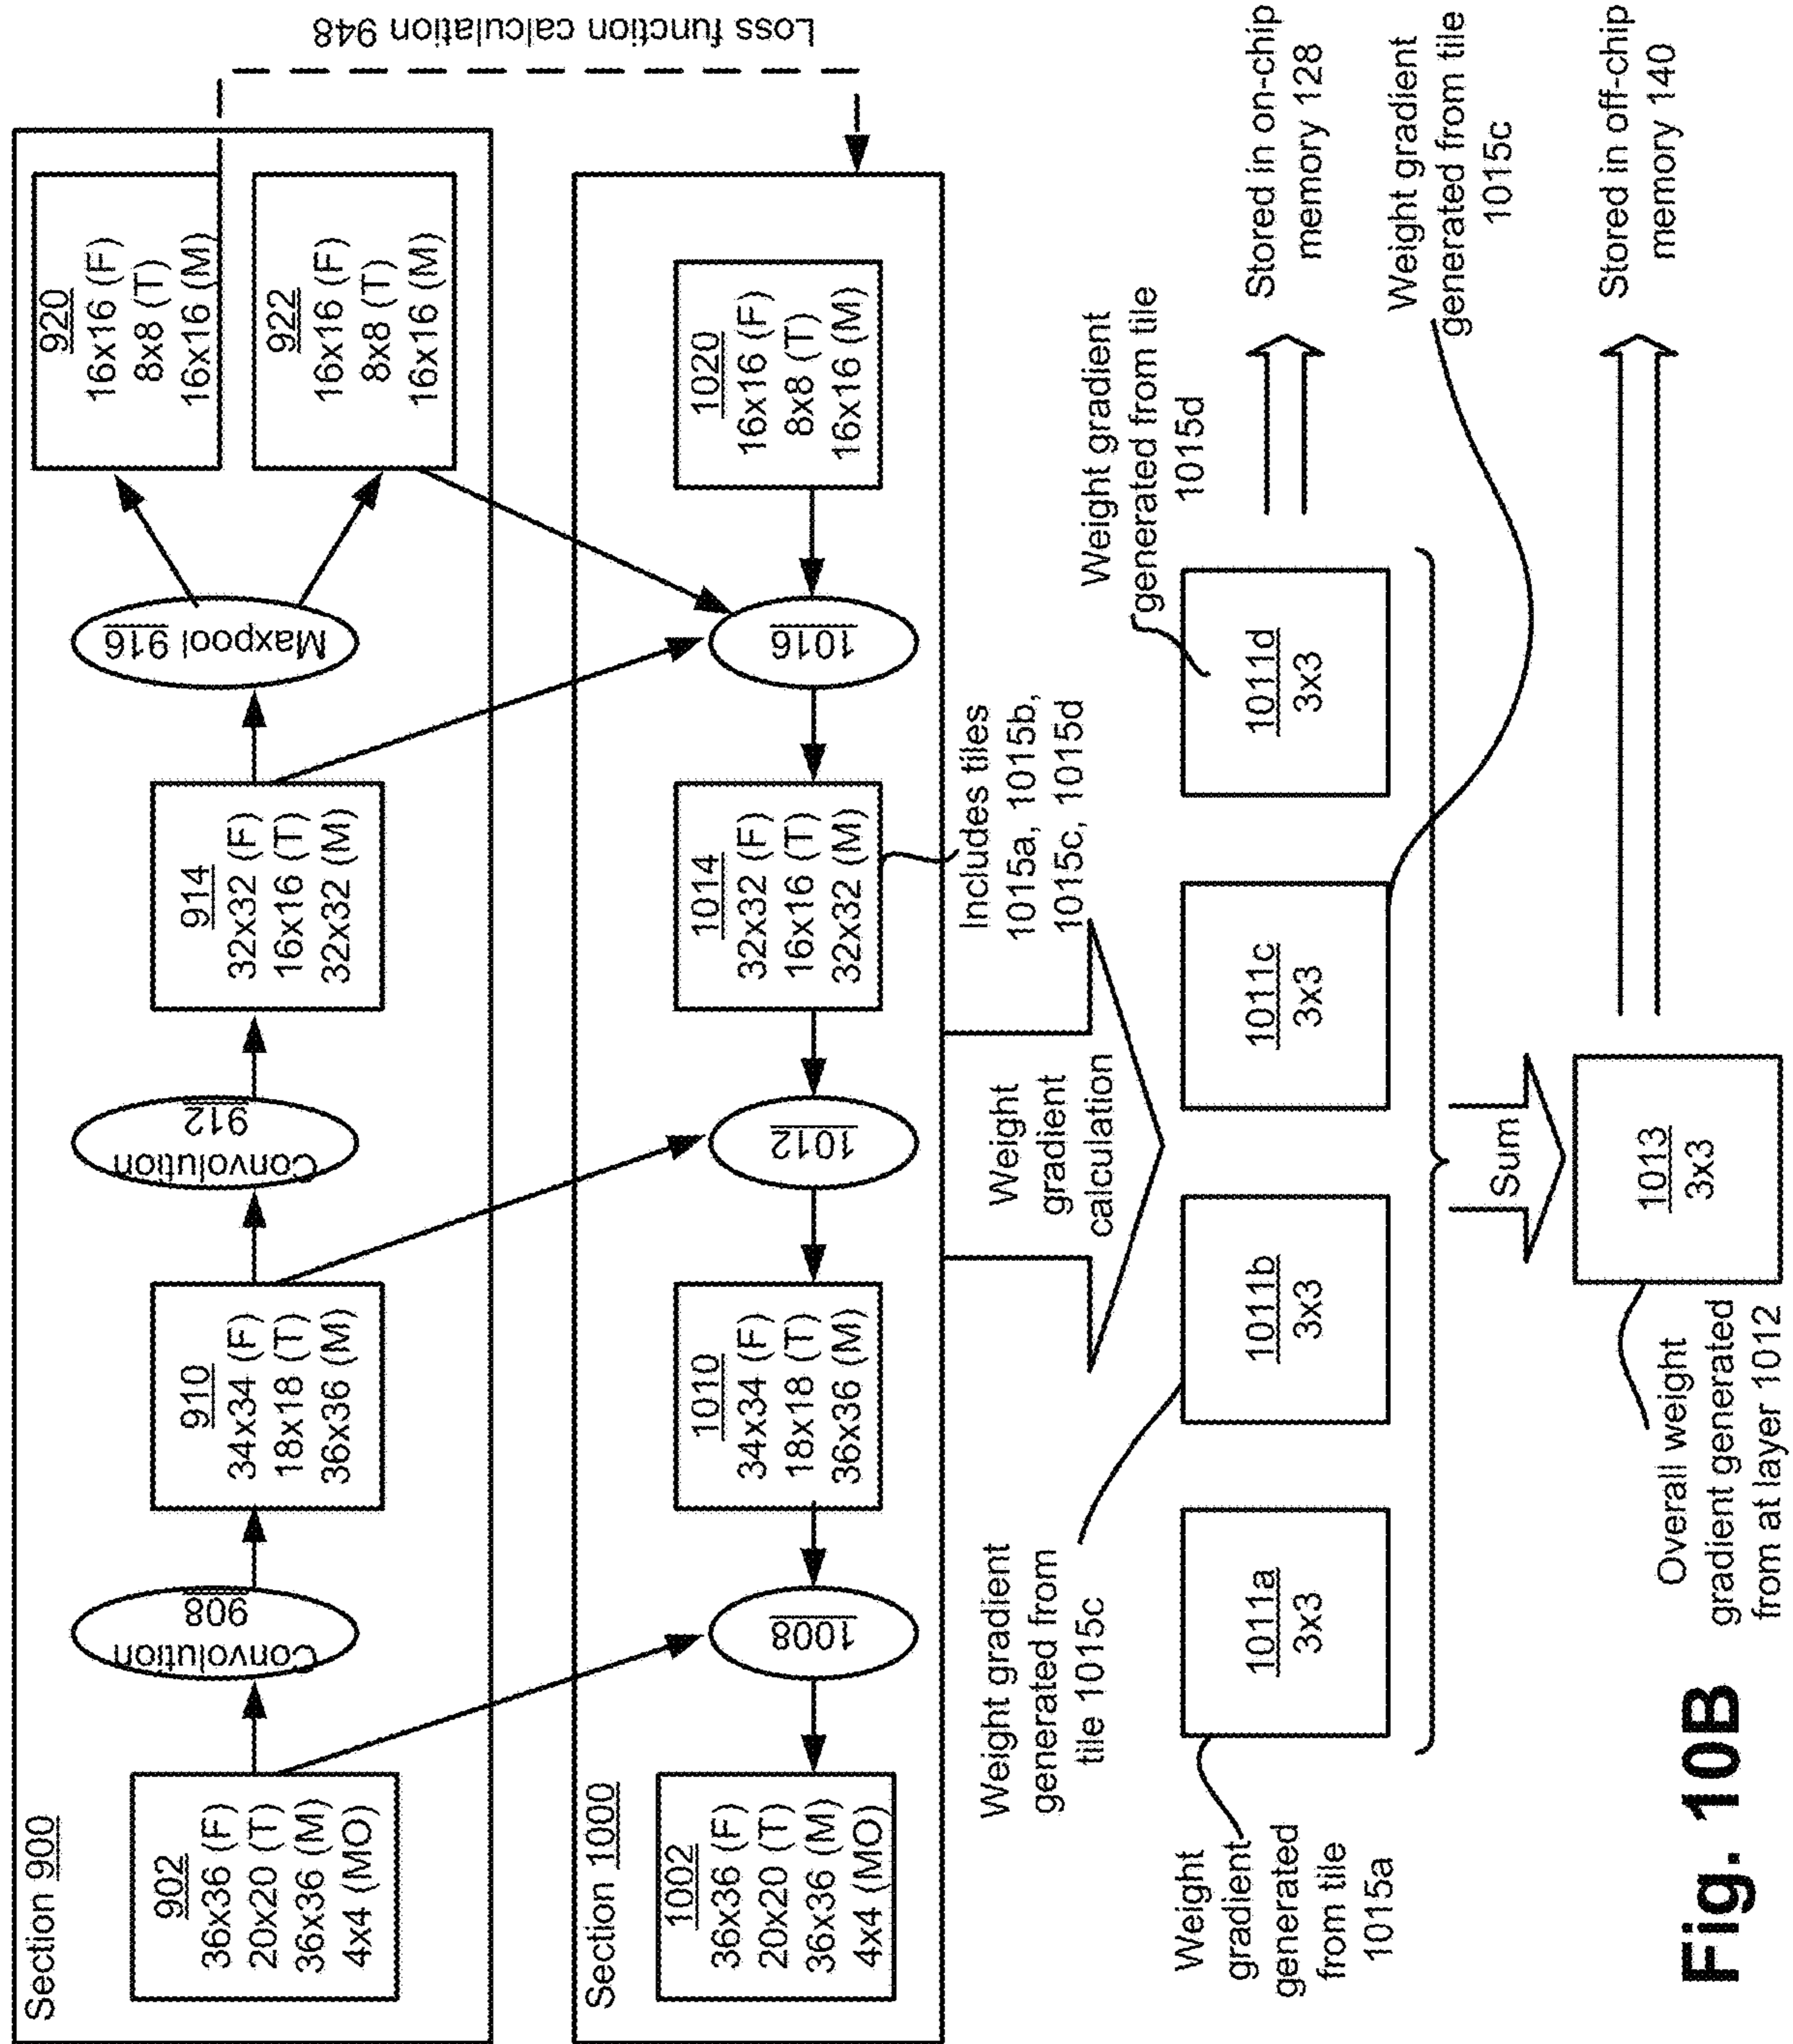 Section 900
902
36x36 (F)
20x20 (T)
36x36 (M)
4x4 (MO)
Convolution
908
910
34x34 (F)
18x18 (T)
36x36 (M)
Convolution
912
914
32x32 (F)
16x16 (T)
32x32 (M)
Maxpool 916
920
16x16 (F)
8x8 (T)
16x16 (M)
922
16x16 (F)
8x8 (T)
16x16 (M)
Loss function calculation 948
Section 1000
1002
36x36 (F)
20x20 (T)
36x36 (M)
4x4 (MO)
1008
1010
34x34 (F)
18x18 (T)
36x36 (M)
1012
1014
32x32 (F)
16x16 (T)
32x32 (M)
1016
1020
16x16 (F)
8x8 (T)
16x16 (M)
Includes tiles
1015a, 1015b,
1015c, 1015d
Weight
gradient
calculation
Weight gradient
generated from
tile 1015c
Weight gradient
generated from tile
1015d
Weight
gradient
generated
from tile
1015a
1011a
3x3
1011b
3x3
1011c
3x3
1011d
3x3
Stored in on-chip
memory 128
Weight gradient
generated from tile
1015c
Sum
1013
3x3
Overall weight
gradient generated
from at layer 1012
Stored in off-chip
memory 140
Fig. 10B